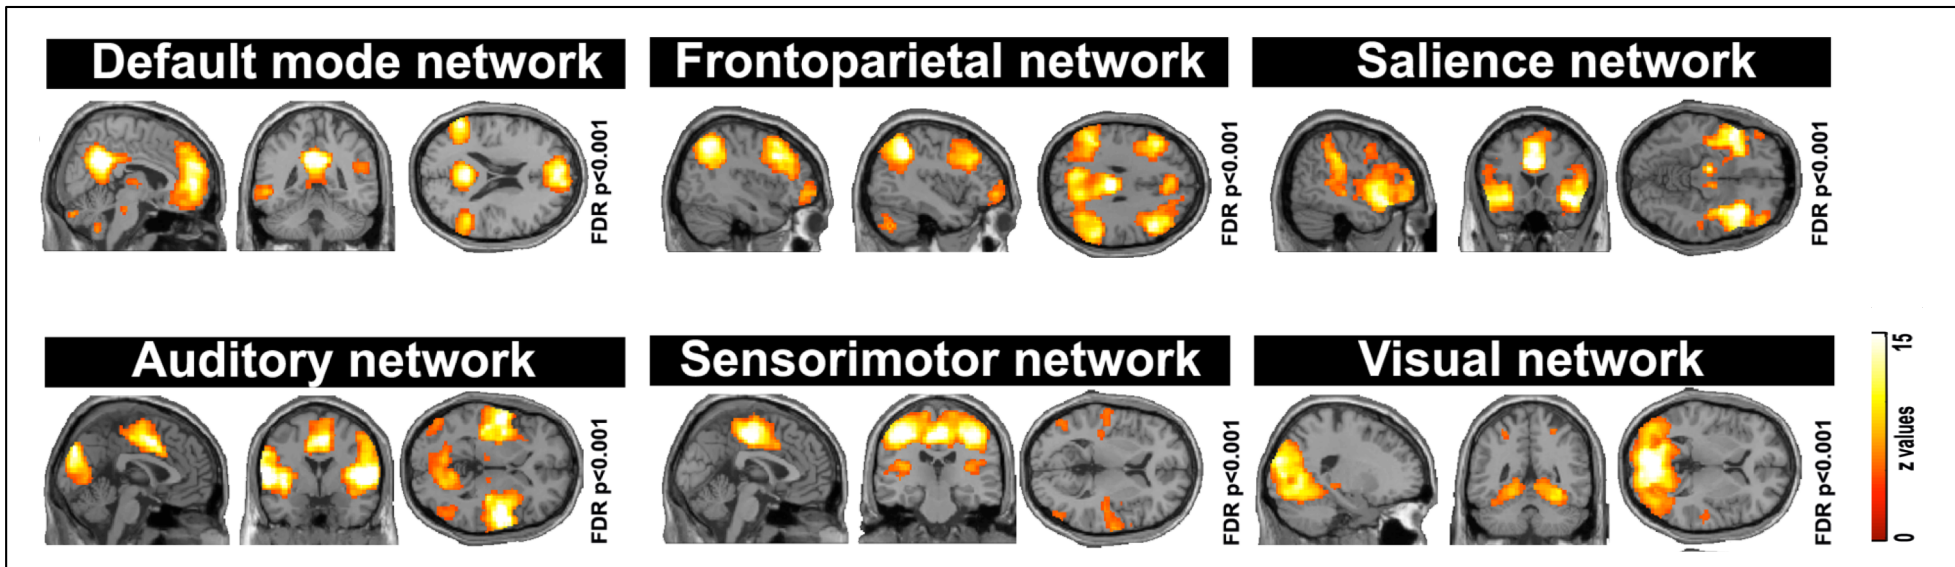 Default mode network
Frontoparietal network
Salience network
FDR p<0.001
FDR p<0.001
FDR p<0.001
Auditory network
Sensorimotor network
Visual network
FDR p<0.001
FDR p<0.001
FDR p<0.001
15
z values
0